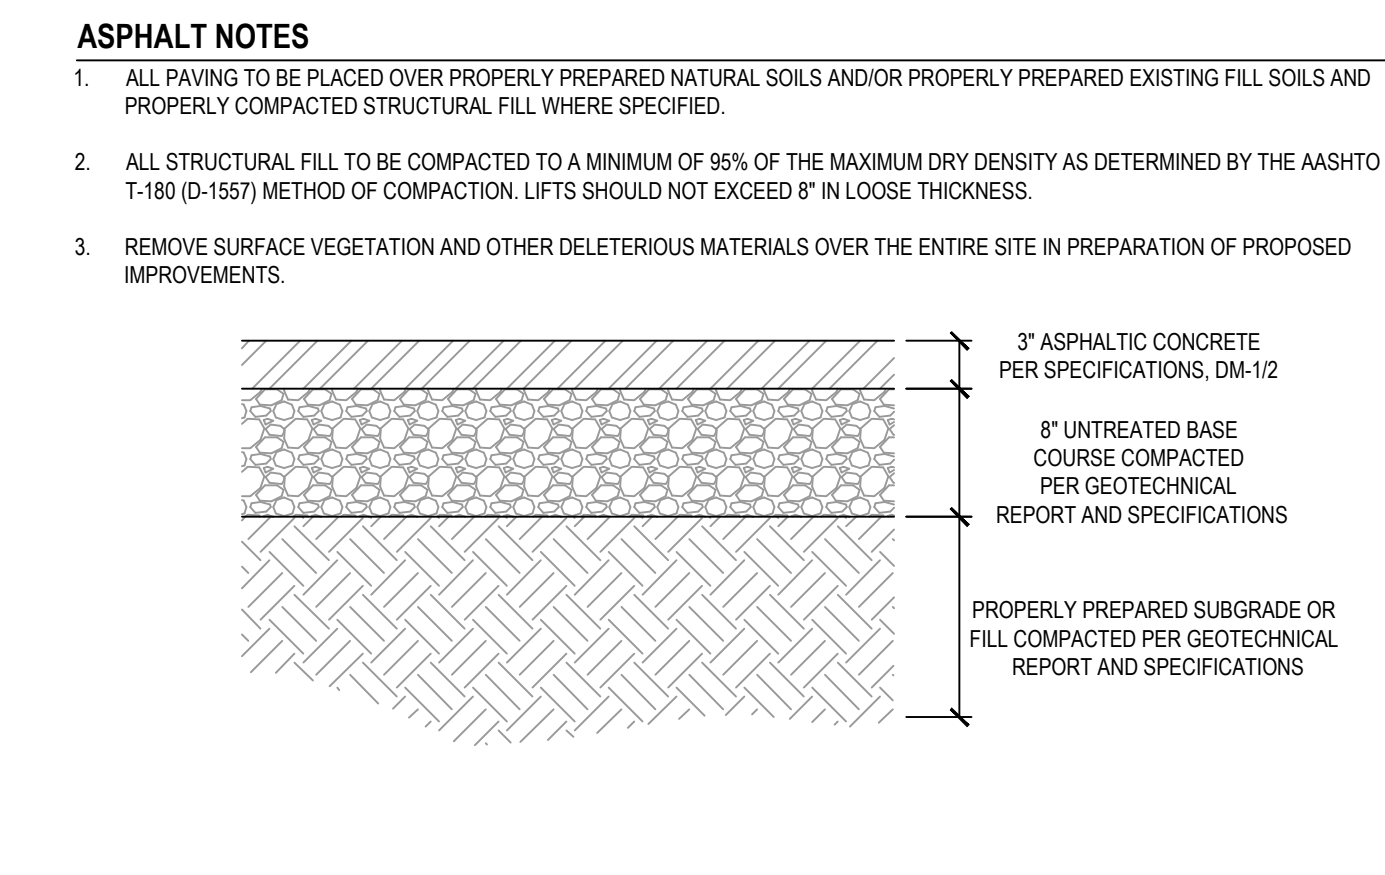 ASPHALT NOTES
1. ALL PAVING TO BE PLACED OVER PROPERLY PREPARED NATURAL SOILS AND/OR PROPERLY PREPARED EXISTING FILL SOILS AND
PROPERLY COMPACTED STRUCTURAL FILL WHERE SPECIFIED.
2. ALL STRUCTURAL FILL TO BE COMPACTED TO A MINIMUM OF 95% OF THE MAXIMUM DRY DENSITY AS DETERMINED BY THE AASHTO
T-180 (D-1557) METHOD OF COMPACTION. LIFTS SHOULD NOT EXCEED 8" IN LOOSE THICKNESS.
3. REMOVE SURFACE VEGETATION AND OTHER DELETERIOUS MATERIALS OVER THE ENTIRE SITE IN PREPARATION OF PROPOSED
IMPROVEMENTS.
3" ASPHALTIC CONCRETE
PER SPECIFICATIONS, DM-1/2
8" UNTREATED BASE
COURSE COMPACTED
PER GEOTECHNICAL
REPORT AND SPECIFICATIONS
PROPERLY PREPARED SUBGRADE OR
FILL COMPACTED PER GEOTECHNICAL
REPORT AND SPECIFICATIONS